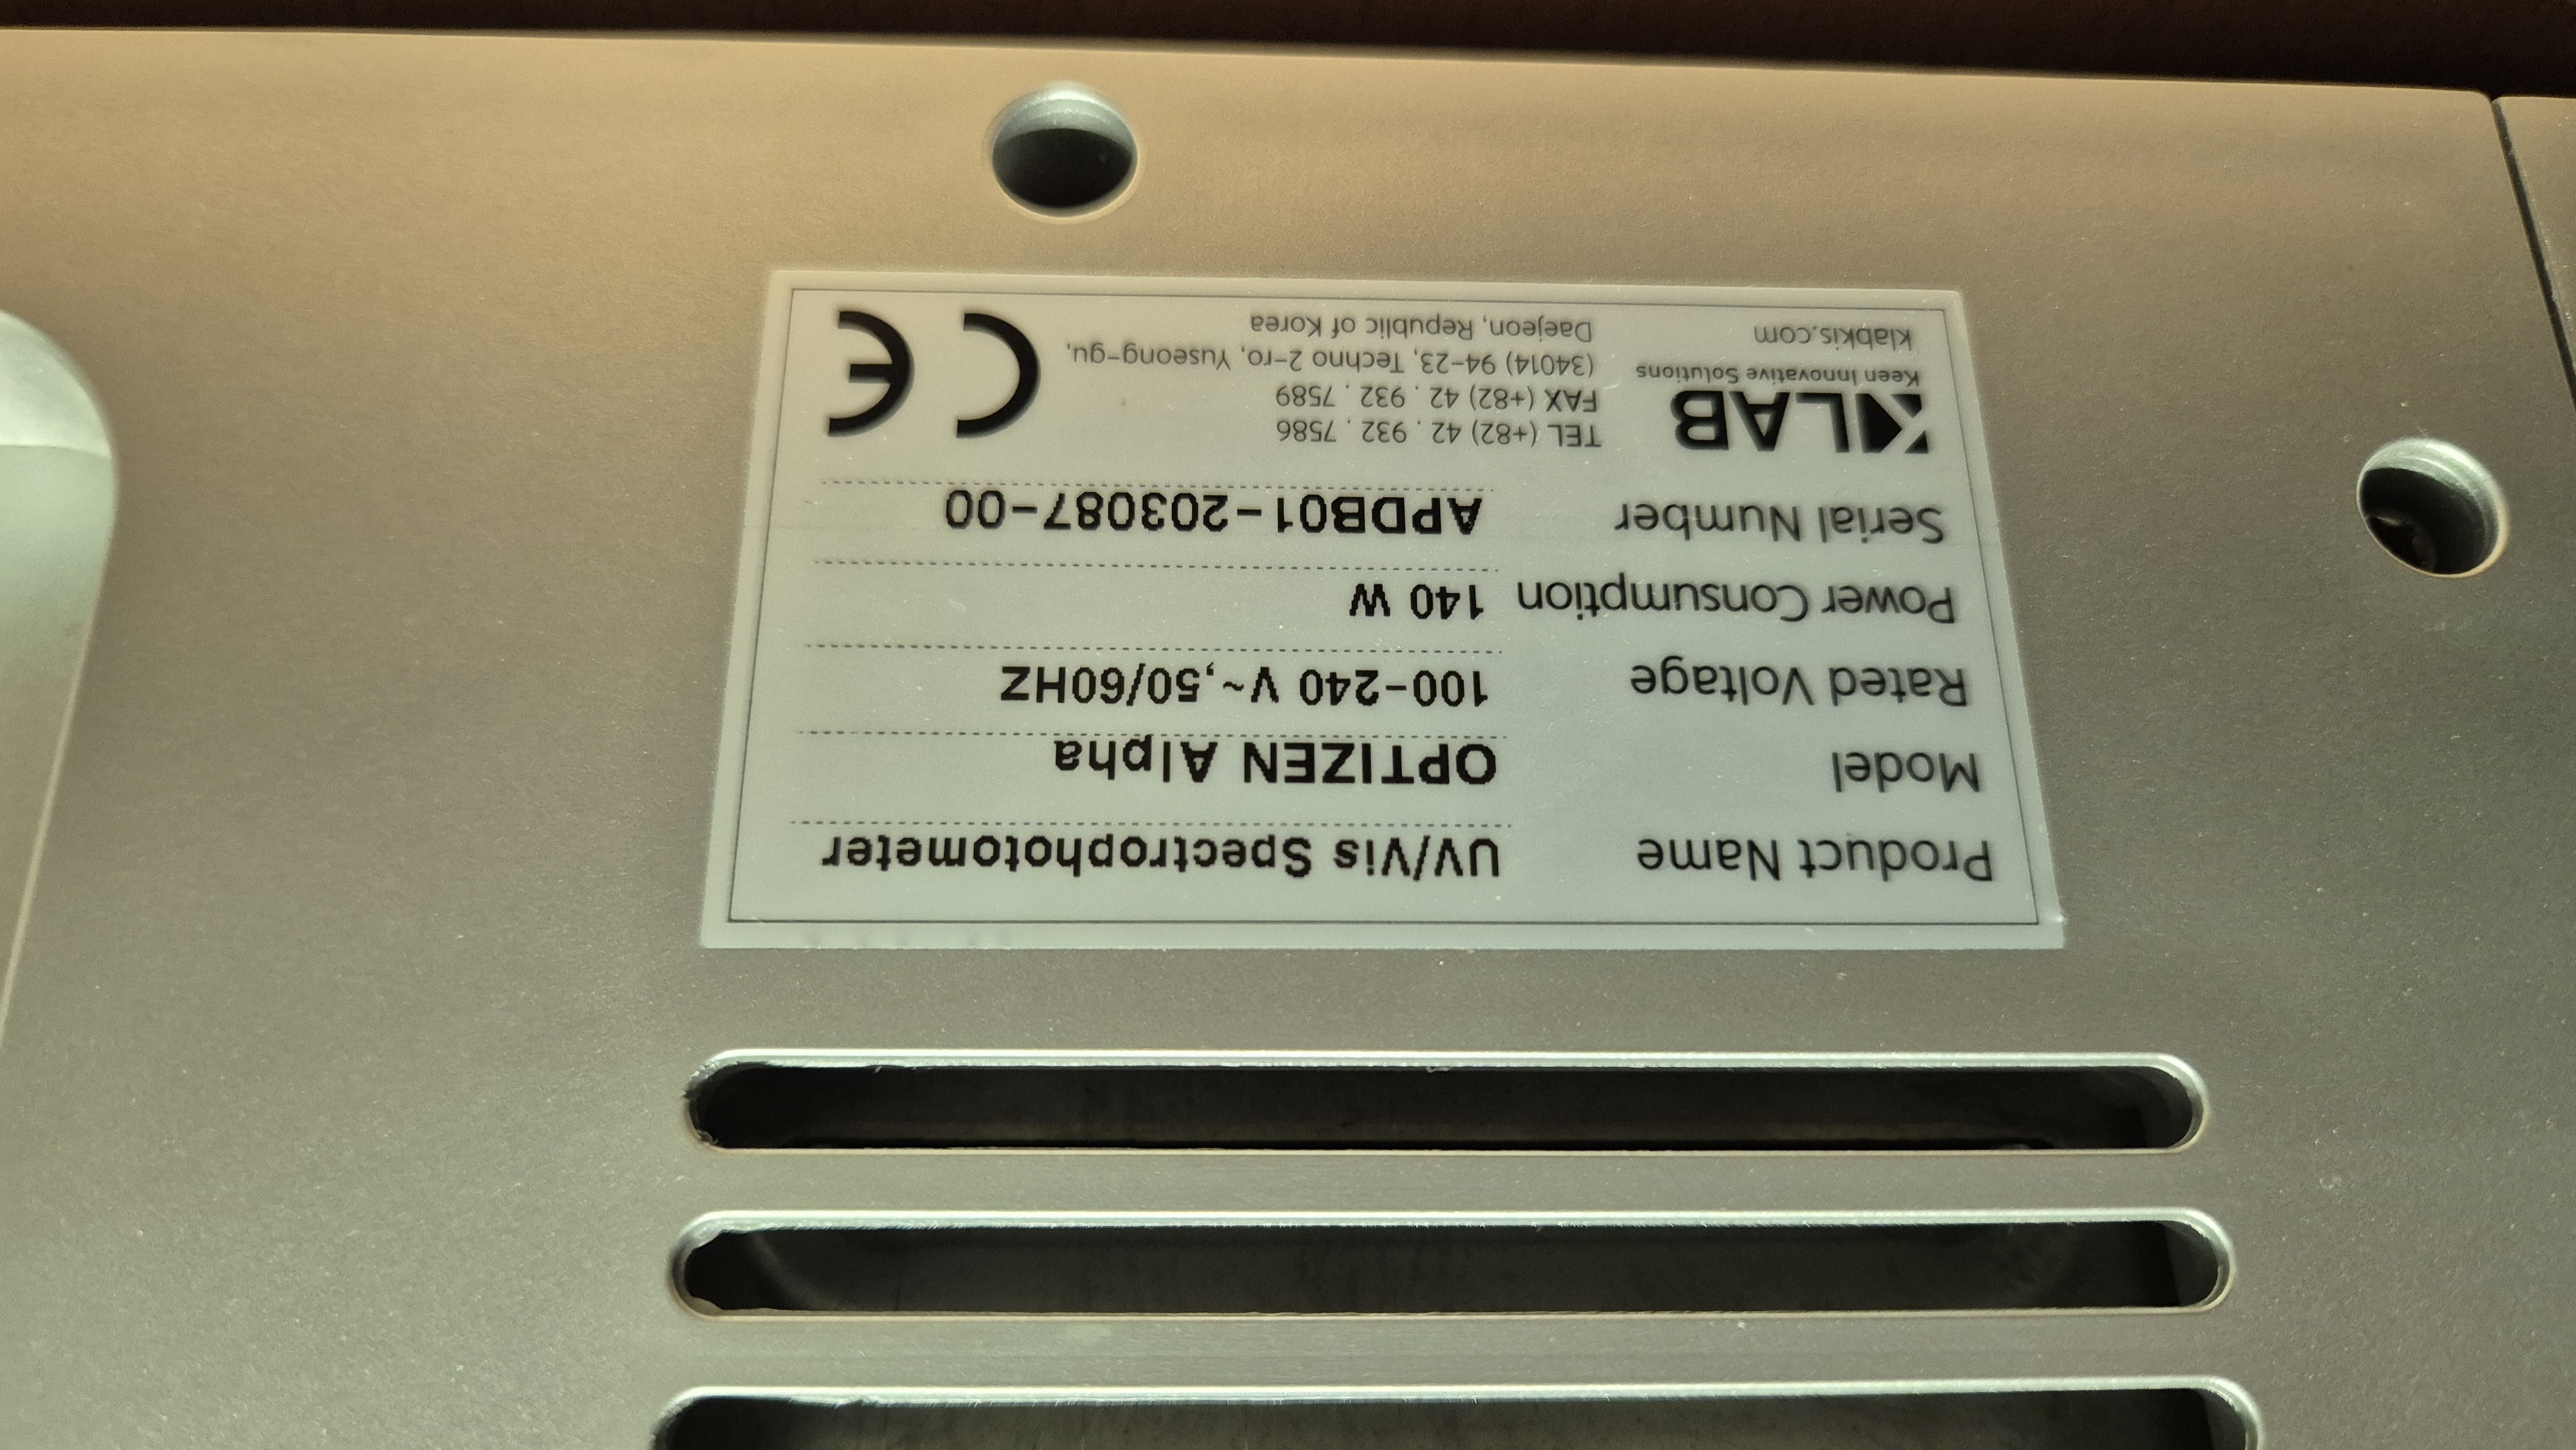 Product Name UV/Vis Spectrophotometer
Model OPTIZEN Alpha
Rated Voltage 100-240 V~,50/60HZ
Power Consumption 140 W
Serial Number APDB01-203087-00
KLAB
Keen Innovative Solutions
klabkis.com
TEL (+82) 42 . 932 . 7586
FAX (+82) 42 . 932 . 7589
(34014) 94-23, Techno 2-ro, Yuseong-gu,
Daejeon, Republic of Korea
CE